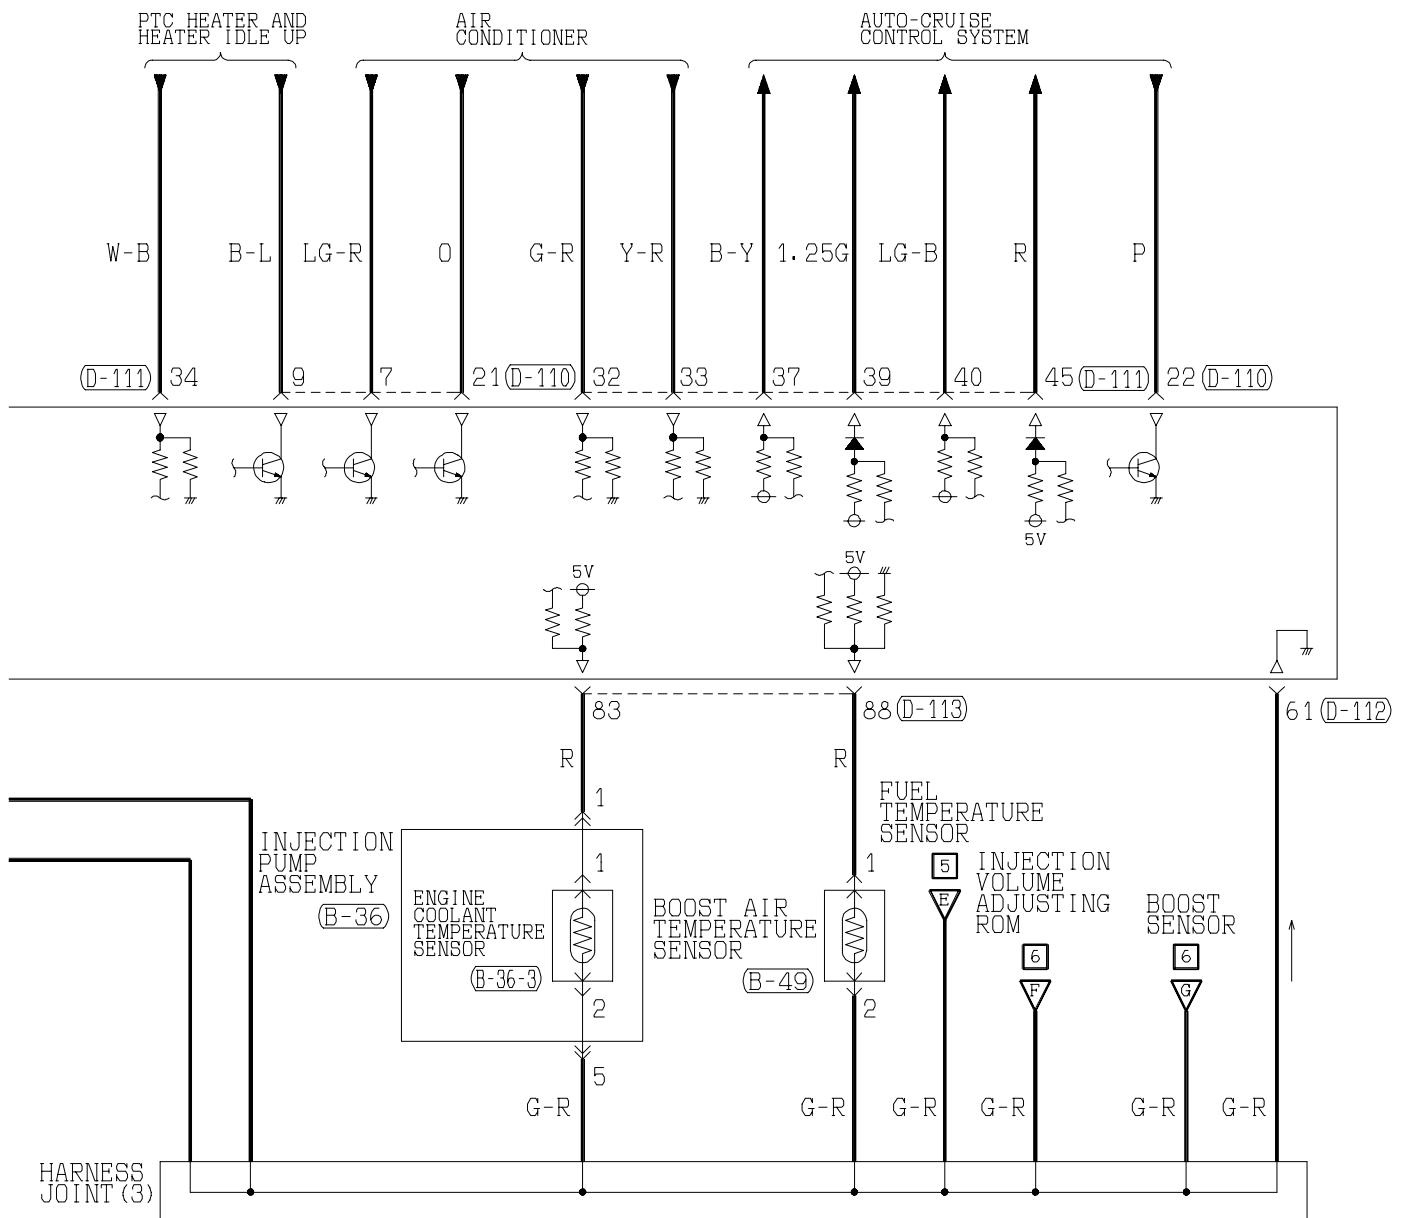 PTC HEATER AND
HEATER IDLE UP
AIR
CONDITIONER
AUTO-CRUISE
CONTROL SYSTEM
W-B
B-L
LG-R
O
G-R
Y-R
B-Y
1.25G
LG-B
R
P
D-111
34
9
7
21
D-110
32
33
37
39
40
45
D-111
22
D-110
5V
5V
5V
83
88
D-113
61
D-112
R
R
1
FUEL
TEMPERATURE
SENSOR
INJECTION
PUMP
ASSEMBLY
B-36
1
1
5
E
INJECTION
VOLUME
ADJUSTING
ROM
ENGINE
COOLANT
TEMPERATURE
SENSOR
B-36-3
BOOST AIR
TEMPERATURE
SENSOR
B-49
BOOST
SENSOR
6
F
6
G
2
2
5
G-R
G-R
G-R
G-R
G-R
G-R
HARNESS
JOINT(3)